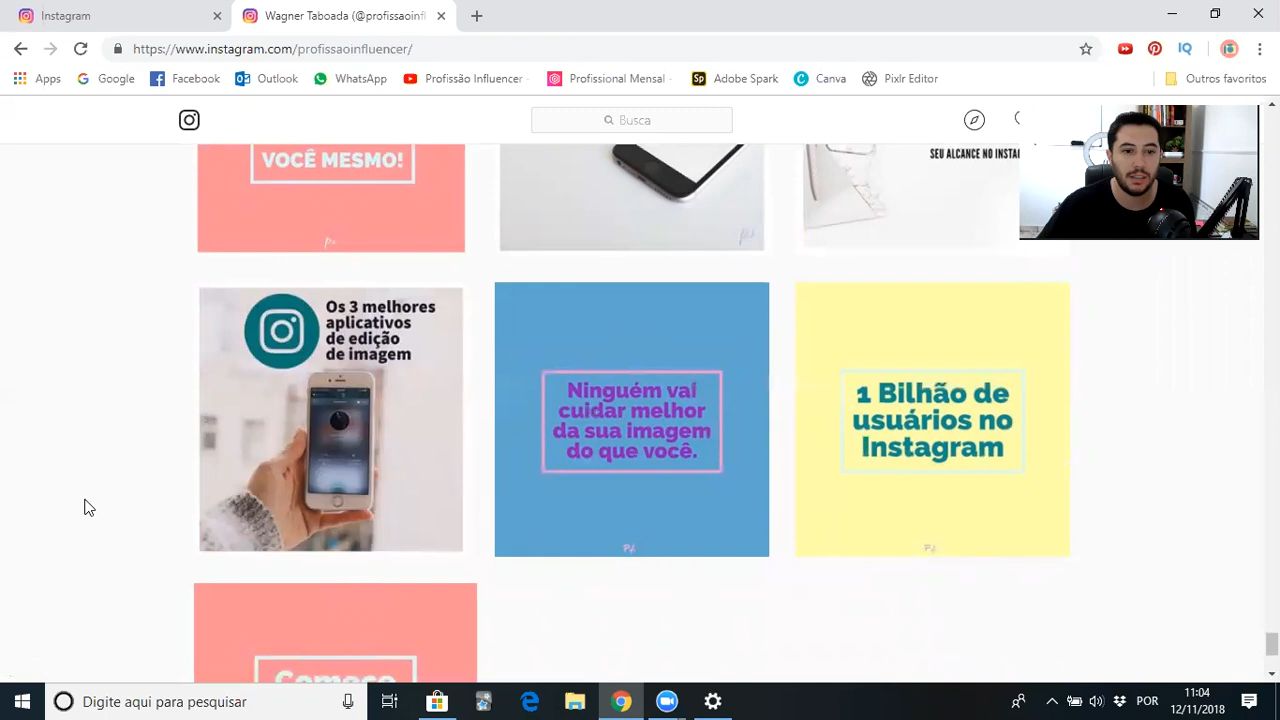 Instagram
Wagner Taboada (@profissaoinfl
https://www.instagram.com/profissaoinfluencer/
Apps
Google
Facebook
Outlook
WhatsApp
Profissão Influencer -
Profissional Mensal -
Adobe Spark
Canva
Pixlr Editor
Outros favoritos
Busca
VOCÊ MESMO!
SEU ALCANCE NO INSTA
Os 3 melhores
aplicativos
de edição
de imagem
Ninguém vai
cuidar melhor
da sua imagem
do que você.
1 Bilhão de
usuários no
Instagram
Começo
Digite aqui para pesquisar
POR
11:04
12/11/2018